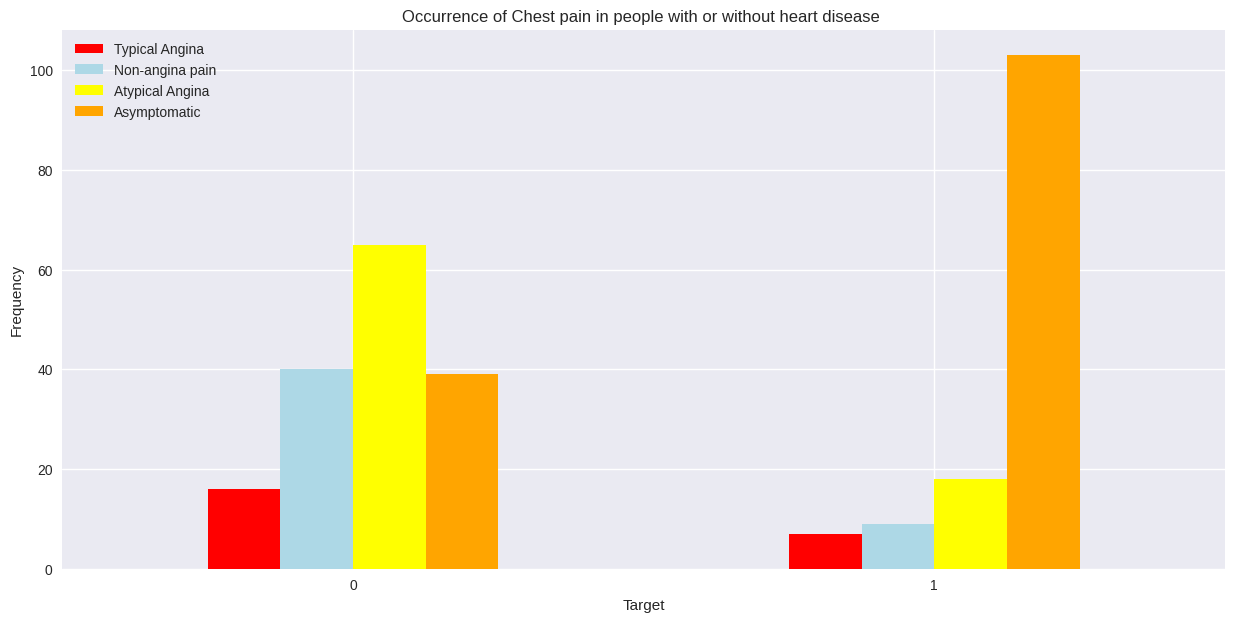 Occurrence of Chest pain in people with or without heart disease
Typical Angina
Non-angina pain
Atypical Angina
Asymptomatic
Frequency
100
80
60
40
20
0
0
1
Target